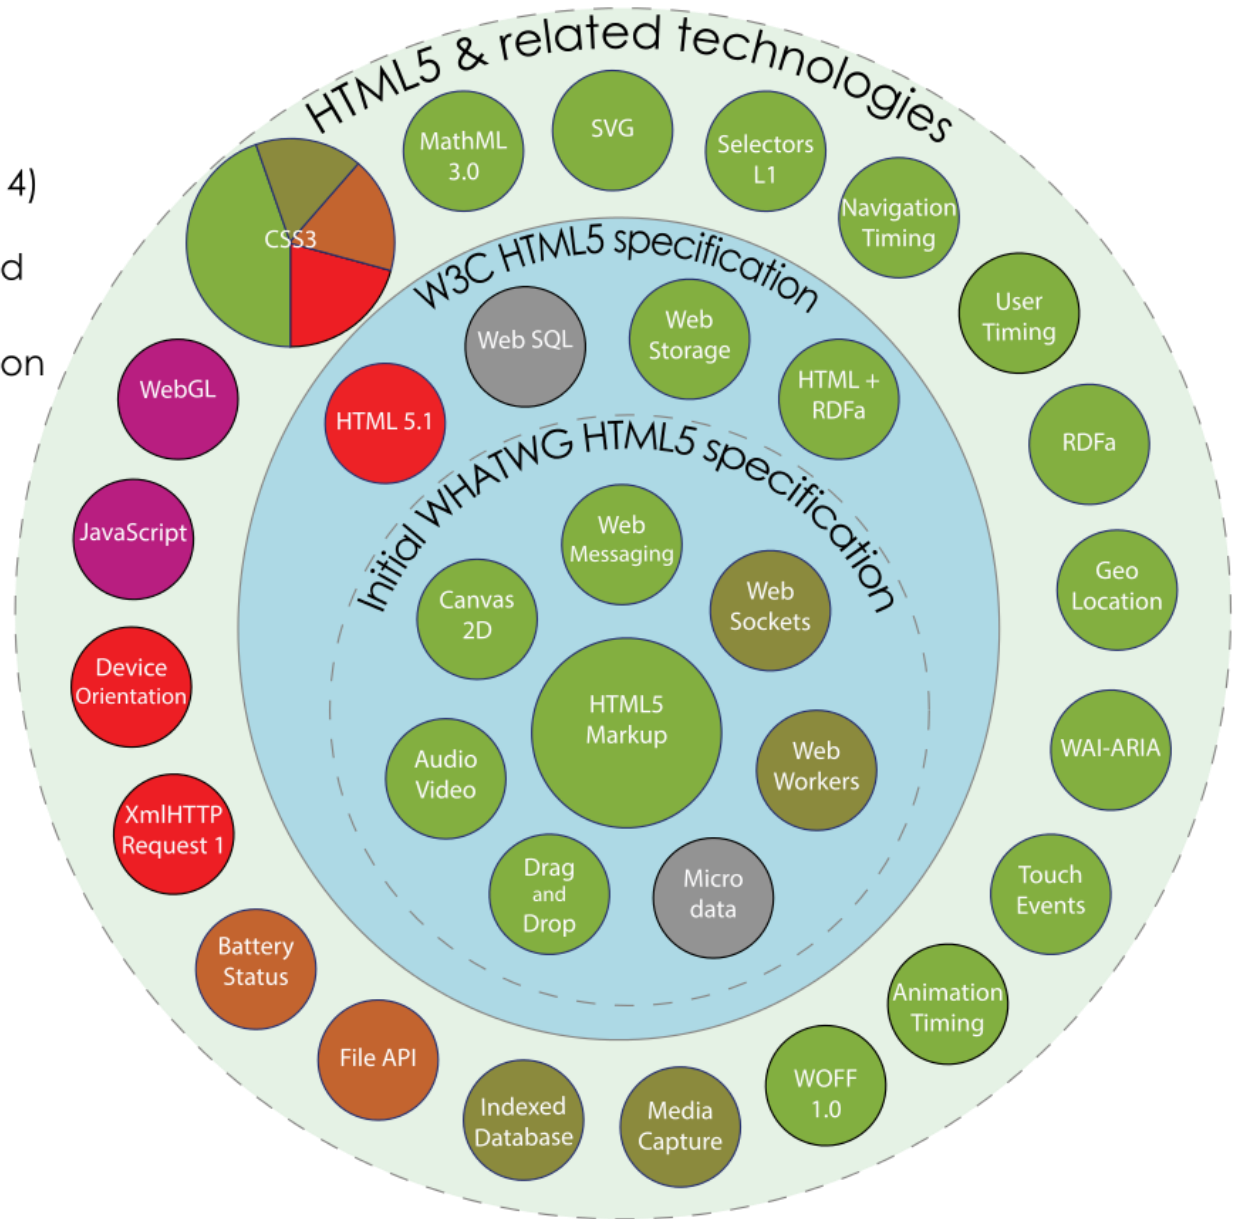 HTML5 & related technologies
4)
d
on
MathML
3.0
SVG
Selectors
L1
Navigation
Timing
User
Timing
RDFa
Geo
Location
WAI-ARIA
Touch
Events
Animation
Timing
WOFF
1.0
Media
Capture
Indexed
Database
File API
Battery
Status
XmlHTTP
Request 1
Device
Orientation
JavaScript
WebGL
CSS3
W3C HTML5 specification
HTML 5.1
Web SQL
Web
Storage
HTML +
RDFa
Initial WHATWG HTML5 specification
Web
Messaging
Web
Sockets
Web
Workers
Micro
data
Drag
and
Drop
Audio
Video
Canvas
2D
HTML5
Markup